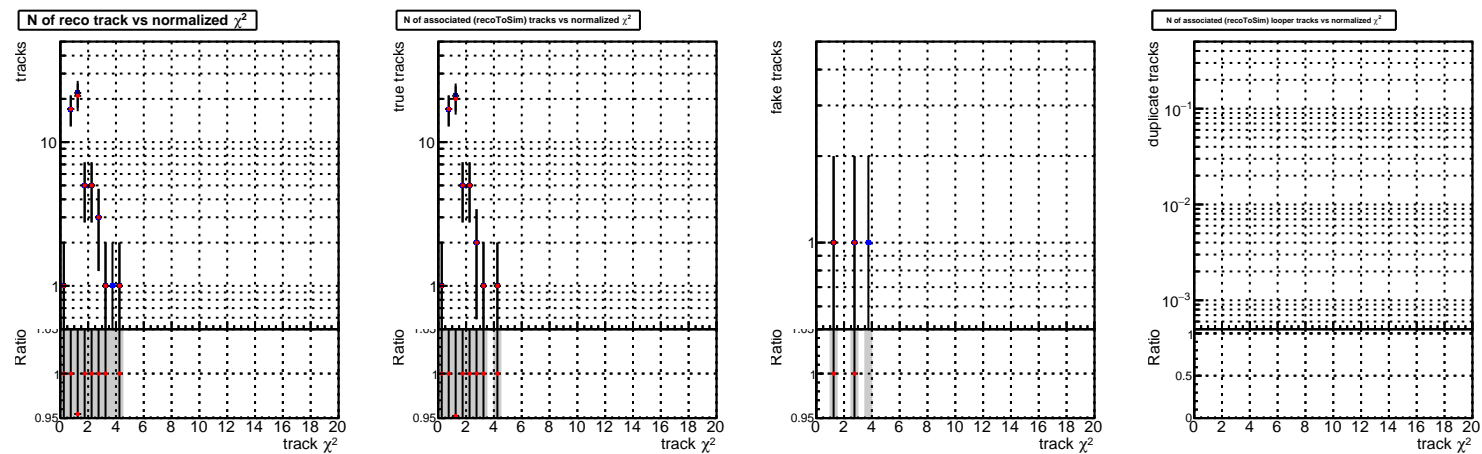 N of reco track vs normalized χ²
tracks
10
1
Ratio
1.05
1
0.95
0 2 4 6 8 10 12 14 16 18 20
track χ²
N of associated (recoToSim) tracks vs normalized χ²
true tracks
10
1
Ratio
1.05
1
0.95
0 2 4 6 8 10 12 14 16 18 20
track χ²
fake tracks
1
Ratio
1.05
1
0.95
0 2 4 6 8 10 12 14 16 18 20
track χ²
N of associated (recoToSim) looper tracks vs normalized χ²
duplicate tracks
10⁻¹
10⁻²
10⁻³
Ratio
1
0.5
0
0 2 4 6 8 10 12 14 16 18 20
track χ²